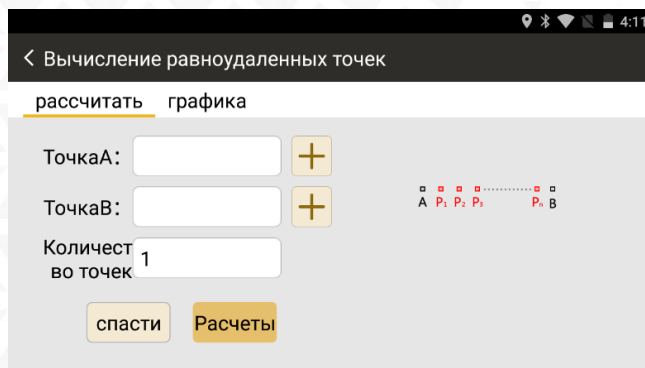 4:11
Вычисление равноудаленных точек
рассчитать графика
ТочкаA:
ТочкаB:
Количест
во точек
1
спасти Расчеты
A P₁ P₂ P₃ Pₙ B